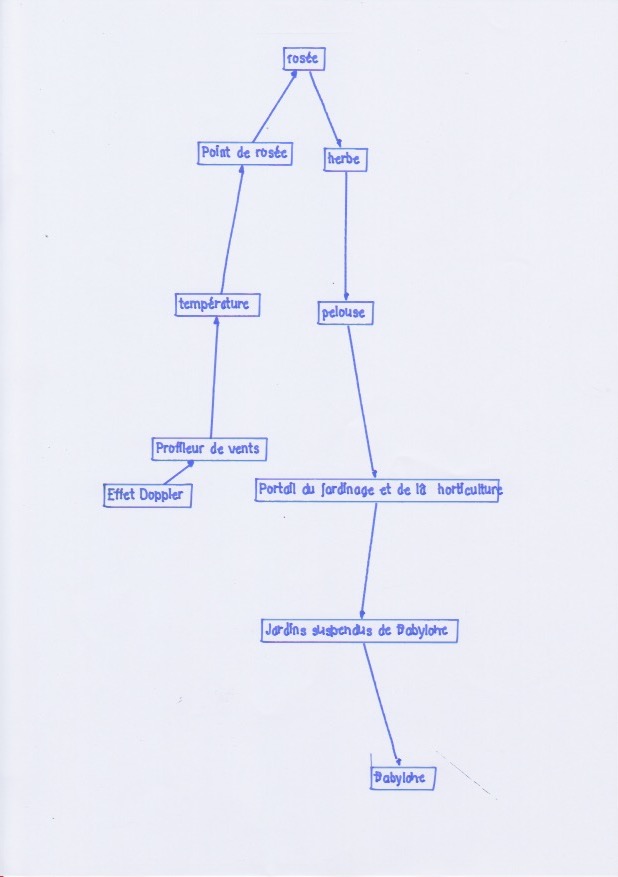 rosée
Point de rosée
herbe
température
pelouse
Profileur de vents
Effet Doppler
Portail du jardinage et de la horticulture
Jardins suspendus de Babylone
Babylone